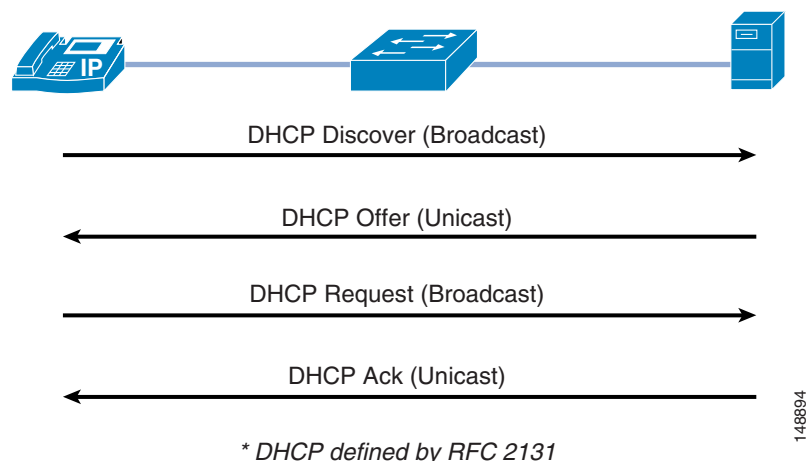 IP
DHCP Discover (Broadcast)
DHCP Offer (Unicast)
DHCP Request (Broadcast)
DHCP Ack (Unicast)
148894
* DHCP defined by RFC 2131